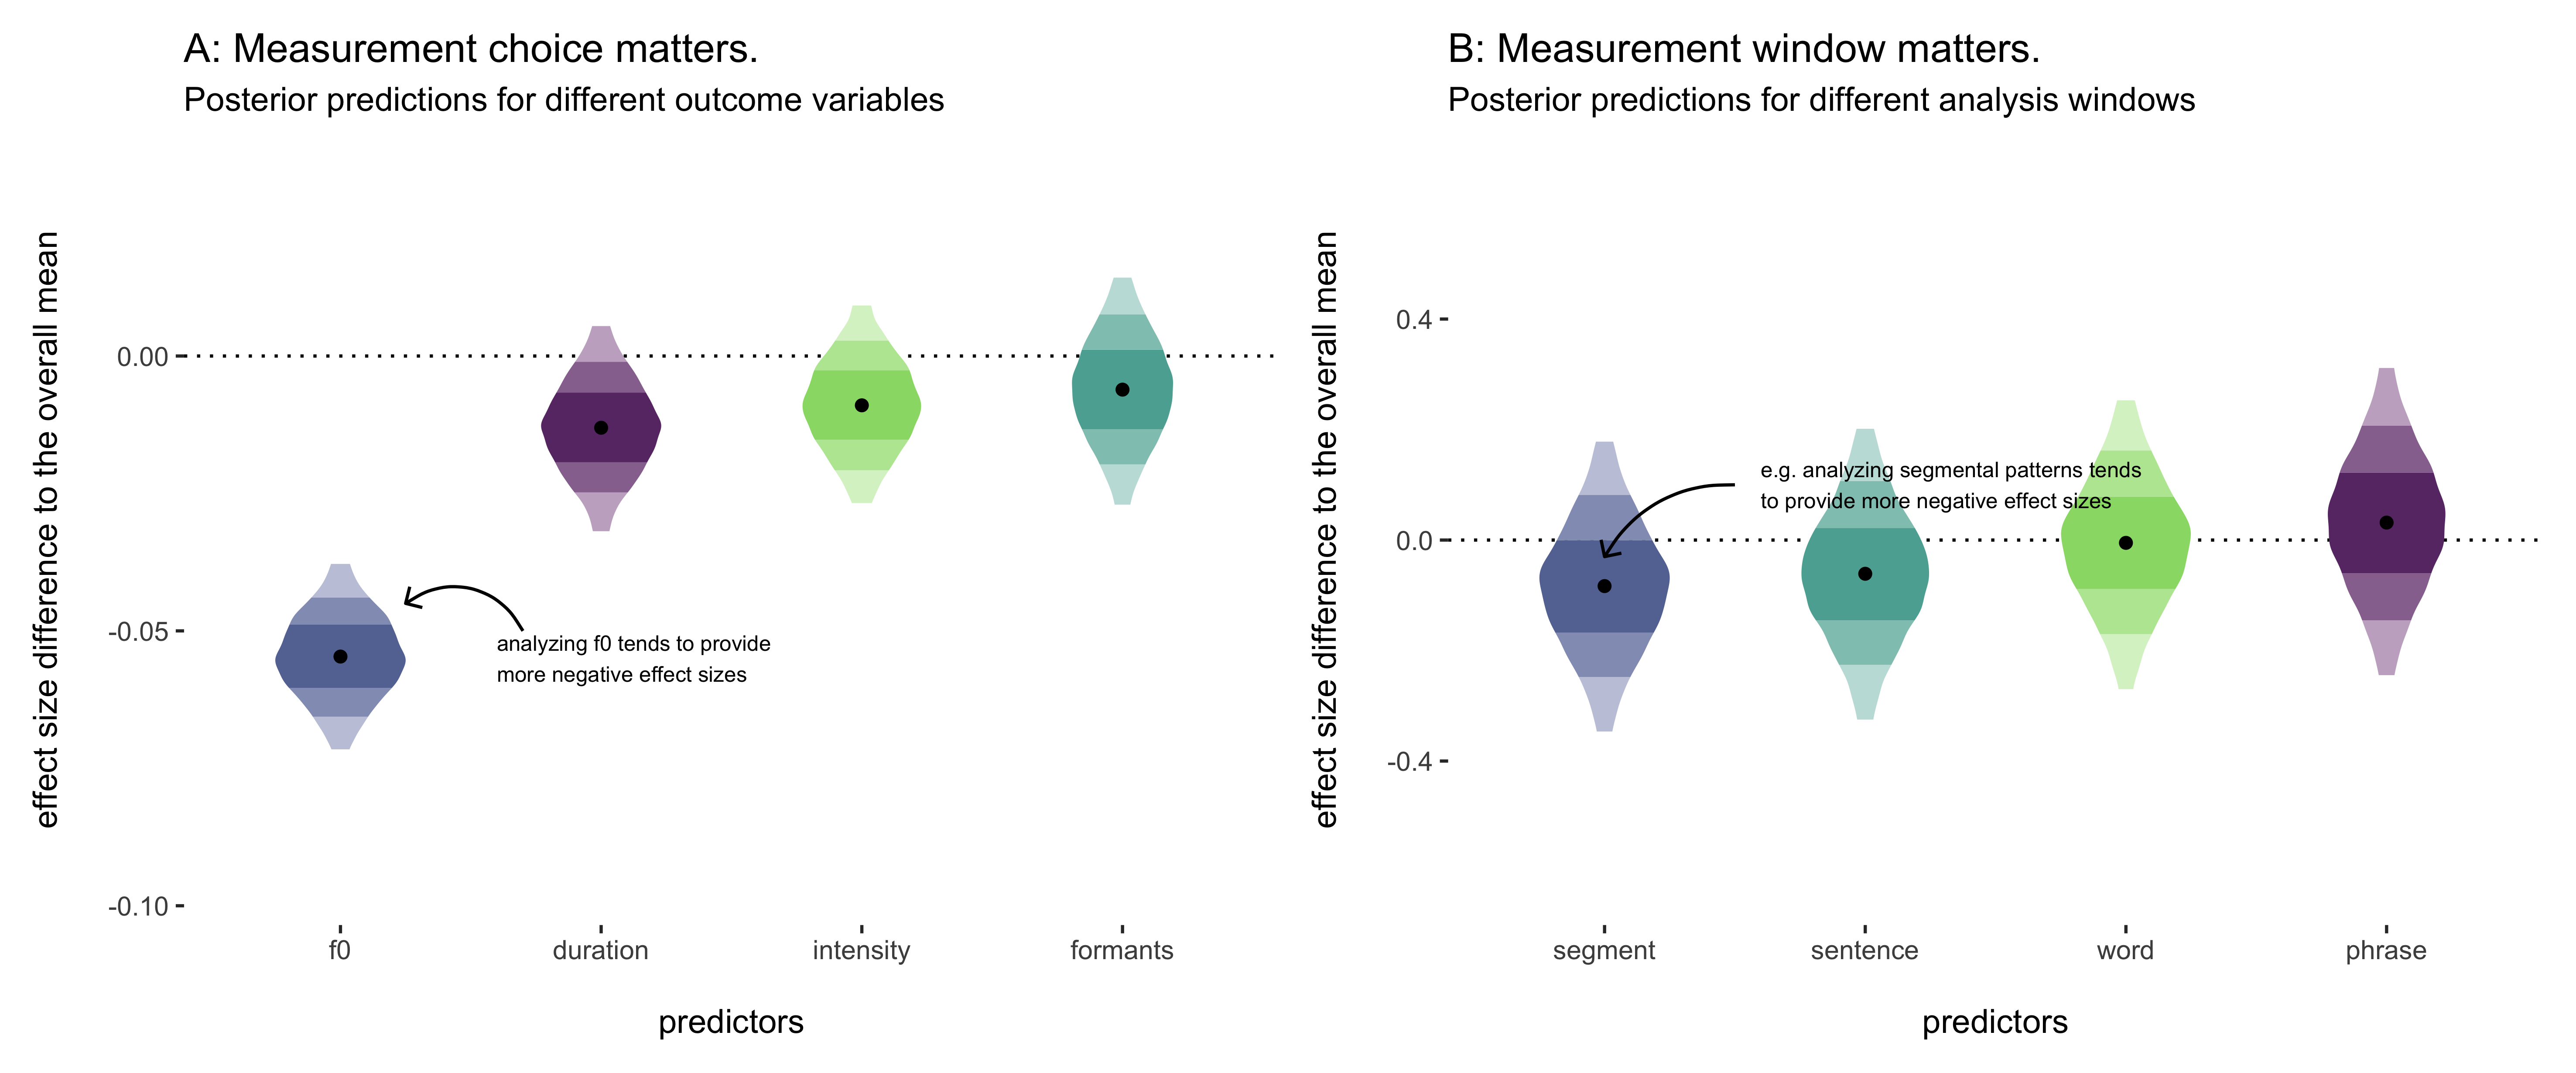 A: Measurement choice matters.
Posterior predictions for different outcome variables
effect size difference to the overall mean
0.00
-0.05
-0.10
analyzing f0 tends to provide
more negative effect sizes
f0
duration
intensity
formants
predictors
B: Measurement window matters.
Posterior predictions for different analysis windows
effect size difference to the overall mean
0.4
0.0
-0.4
e.g. analyzing segmental patterns tends
to provide more negative effect sizes
segment
sentence
word
phrase
predictors